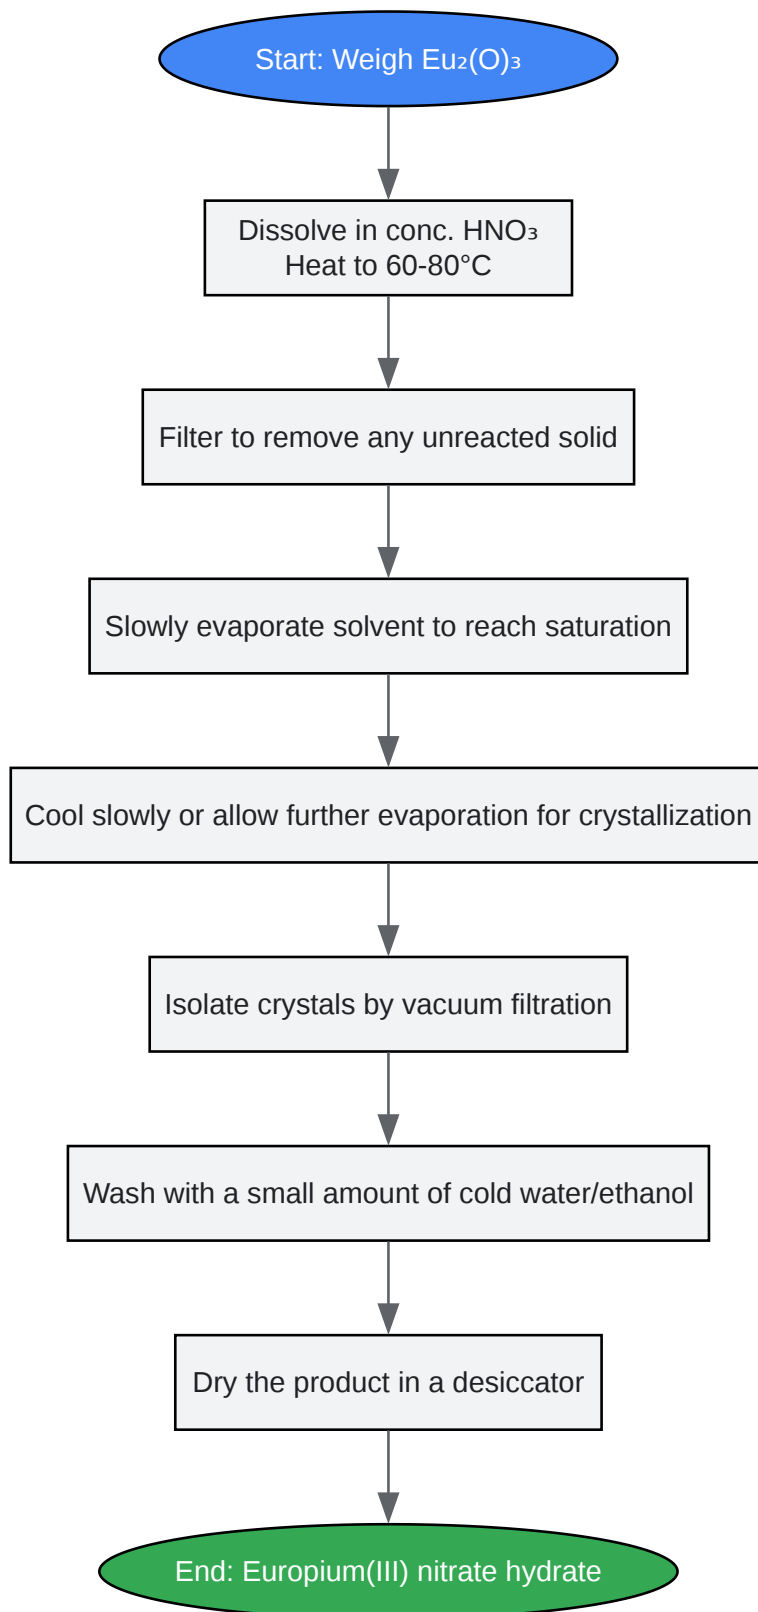 Start: Weigh Eu₂(O)₃
Dissolve in conc. HNO₃
Heat to 60-80°C
Filter to remove any unreacted solid
Slowly evaporate solvent to reach saturation
Cool slowly or allow further evaporation for crystallization
Isolate crystals by vacuum filtration
Wash with a small amount of cold water/ethanol
Dry the product in a desiccator
End: Europium(III) nitrate hydrate